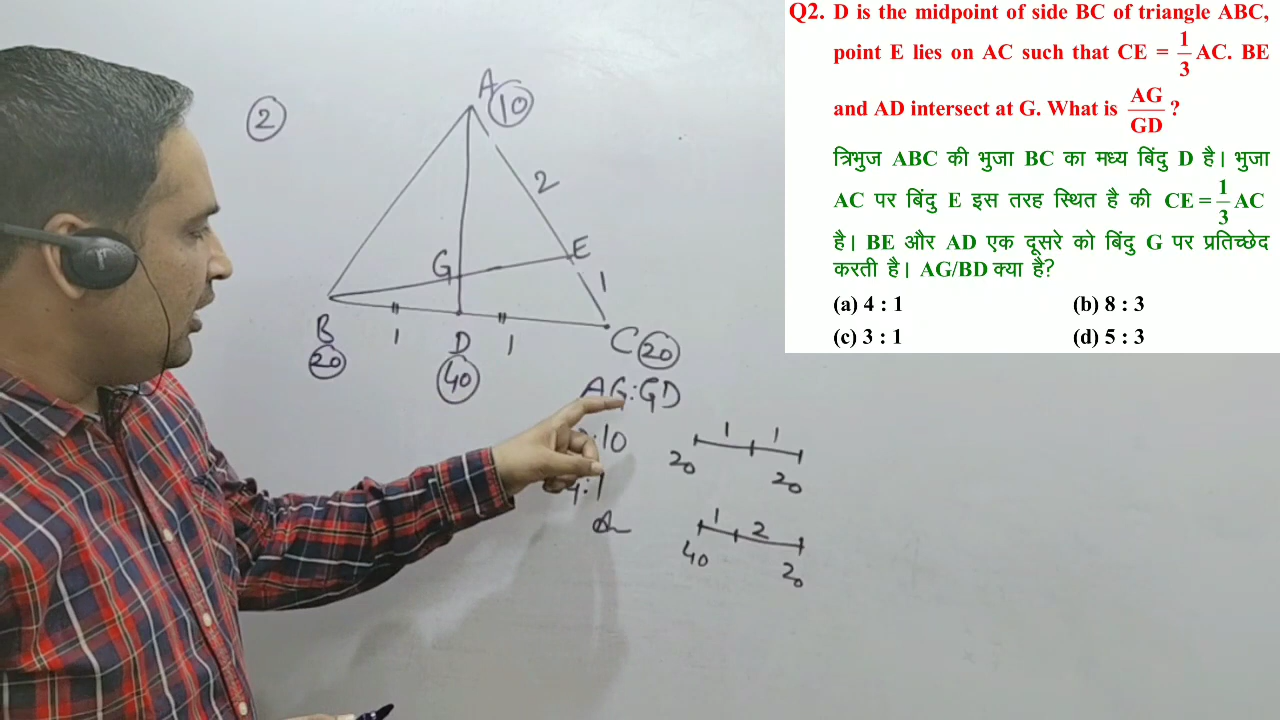 Q2. D is the midpoint of side BC of triangle ABC,
point E lies on AC such that CE = 1/3 AC. BE
and AD intersect at G. What is AG/GD ?
त्रिभुज ABC की भुजा BC का मध्य बिंदु D है। भुजा
AC पर बिंदु E इस तरह स्थित है की CE = 1/3 AC
है। BE और AD एक दूसरे को बिंदु G पर प्रतिच्छेद
करती है। AG/BD क्या है?
(a) 4 : 1 (b) 8 : 3
(c) 3 : 1 (d) 5 : 3
2
A 10
2
G E
1
B D C 20
1 1
20 40
AG:GD
:10
4:1
1 1
20 20
1 2
40 20